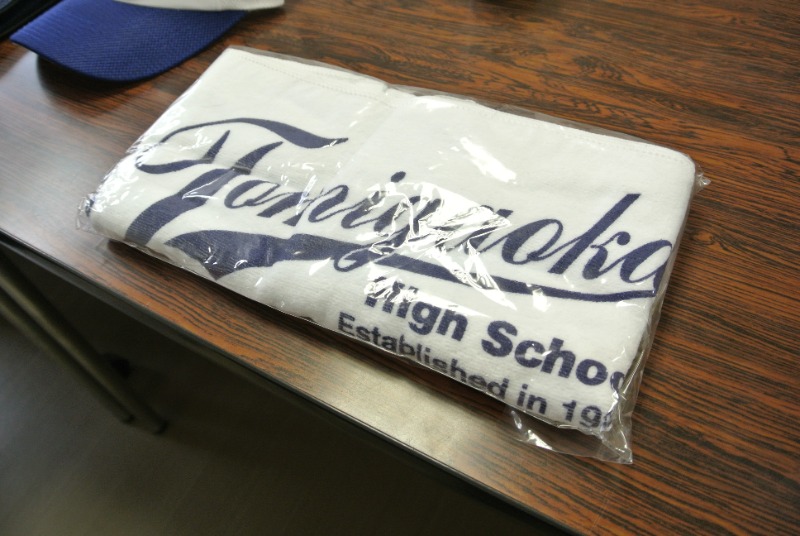 Tomigaoka
High Schoo
Established in 19